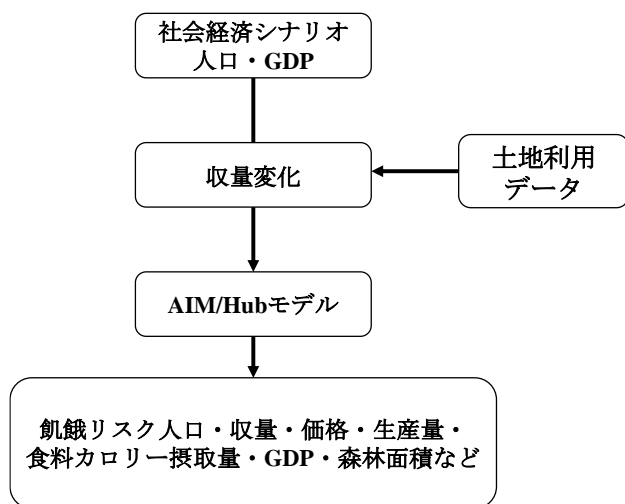 社会経済シナリオ
人口・GDP
収量変化
土地利用
データ
AIM/Hubモデル
飢餓リスク人口・収量・価格・生産量・
食料カロリー摂取量・GDP・森林面積など